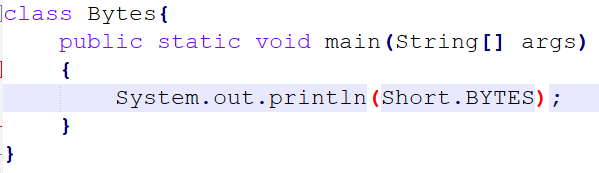 class Bytes{
    public static void main(String[] args)
    {
        System.out.println(Short.BYTES);
    }
}